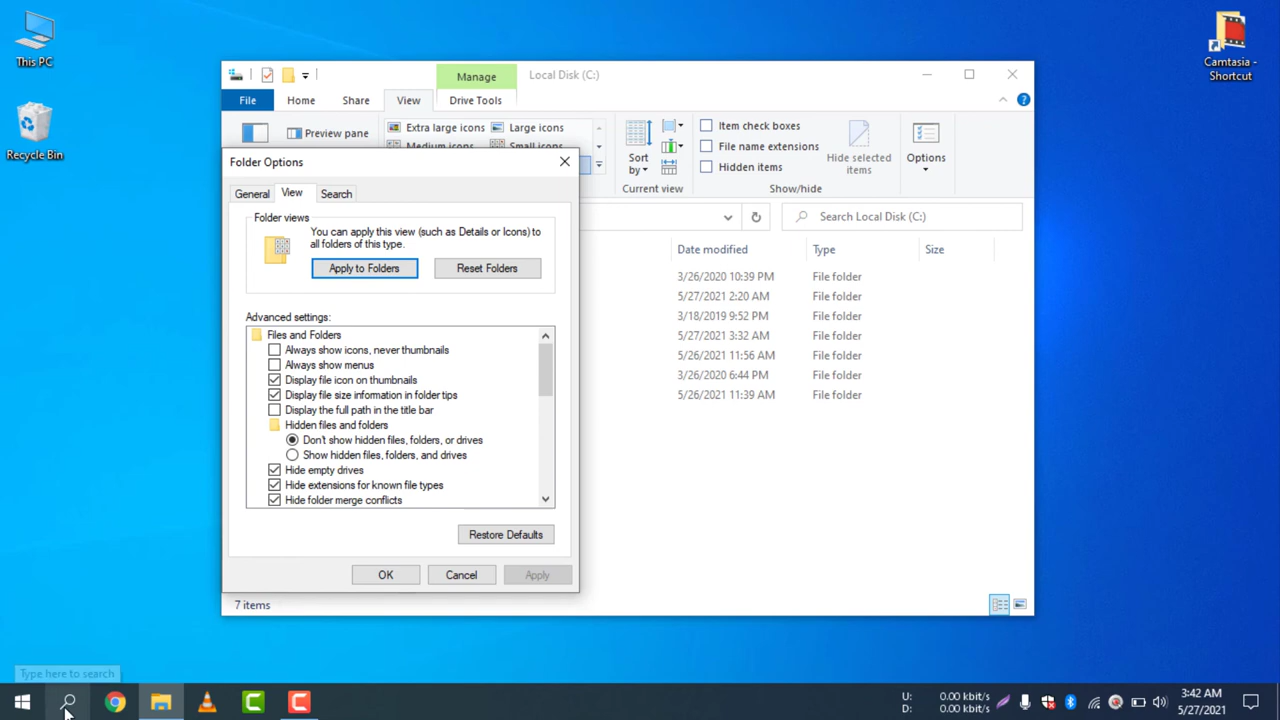 This PC
Recycle Bin
Camtasia -
Shortcut
Manage
Local Disk (C:)
File
Home
Share
View
Drive Tools
Preview pane
Extra large icons
Large icons
Medium icons
Small icons
Sort
by
Current view
Item check boxes
File name extensions
Hidden items
Show/hide
Hide selected
items
Options
Search Local Disk (C:)
Date modified
Type
Size
3/26/2020 10:39 PM
File folder
5/27/2021 2:20 AM
File folder
3/18/2019 9:52 PM
File folder
5/27/2021 3:32 AM
File folder
5/26/2021 11:56 AM
File folder
3/26/2020 6:44 PM
File folder
5/26/2021 11:39 AM
File folder
7 items
Folder Options
General
View
Search
Folder views
You can apply this view (such as Details or Icons) to
all folders of this type.
Apply to Folders
Reset Folders
Advanced settings:
Files and Folders
Always show icons, never thumbnails
Always show menus
Display file icon on thumbnails
Display file size information in folder tips
Display the full path in the title bar
Hidden files and folders
Don't show hidden files, folders, or drives
Show hidden files, folders, and drives
Hide empty drives
Hide extensions for known file types
Hide folder merge conflicts
Restore Defaults
OK
Cancel
Apply
Type here to search
U:
0.00 kbit/s
D:
0.00 kbit/s
3:42 AM
5/27/2021